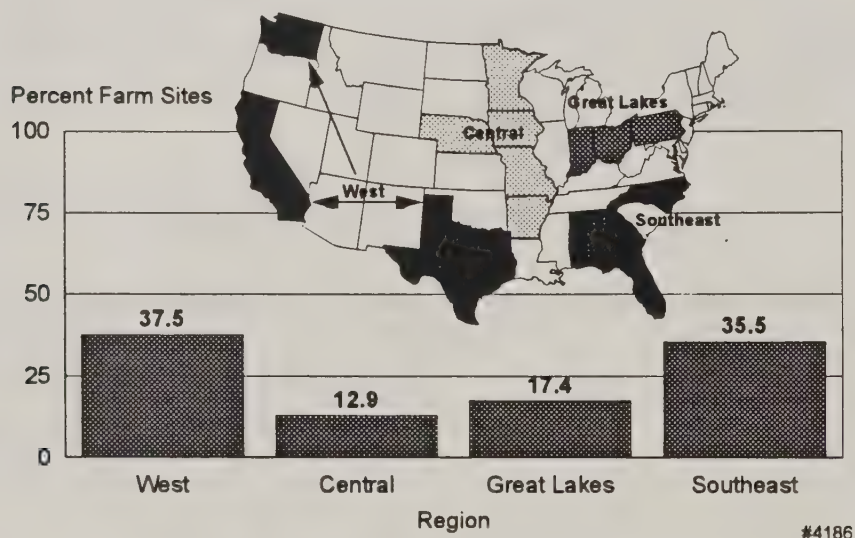 Great Lakes
Percent Farm Sites
Central
100
West
75
Southeast
50
37.5
35.5
25
17.4
12.9
0
West Central Great Lakes Southeast
Region
#4186